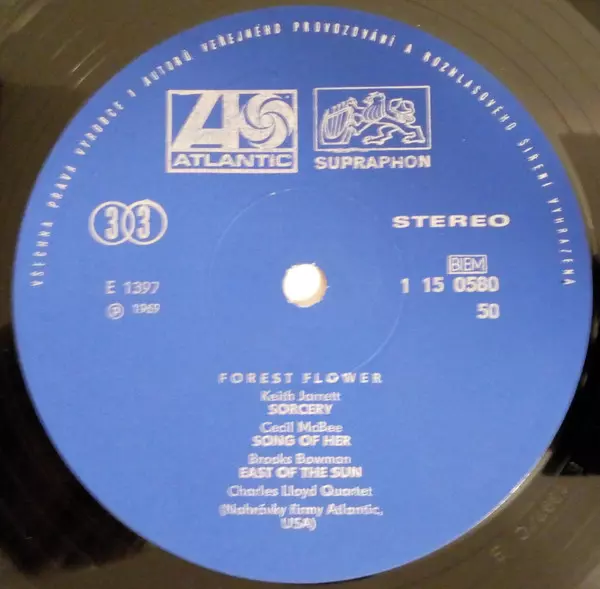 VŠECHNA PRÁVA VÝROBCE I AUTORŮ VEŘEJNÉHO PROVOZOVÁNÍ A ROZHLASOVÉHO ŠÍŘENÍ VYHRAZENA
ATLANTIC
SUPRAPHON
33
STEREO
E 1397
BIEM
1 15 0580
℗ 1969
50
FOREST FLOWER
Keith Jarrett
SORCERY
Cecil McBee
SONG OF HER
Brooks Bowman
EAST OF THE SUN
Charles Lloyd Quartet
(Nahrávky firmy Atlantic,
USA)